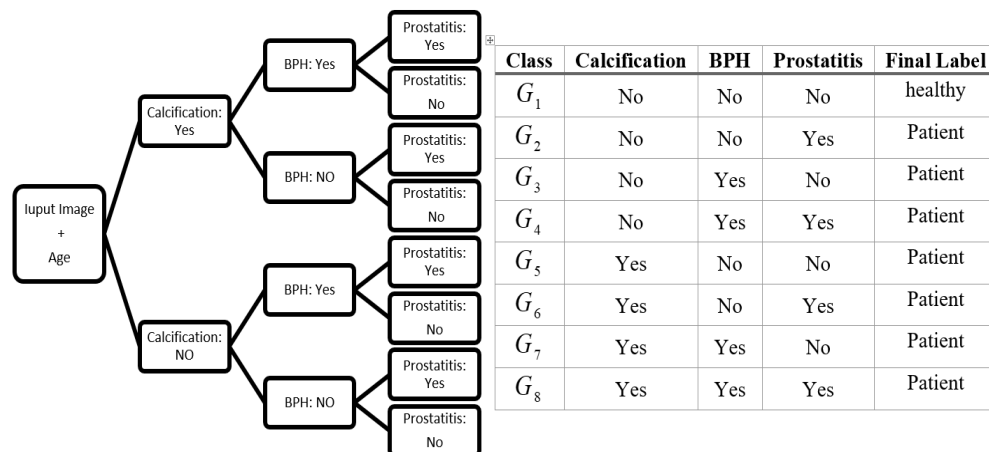 Iuput Image
+
Age
Calcification:
Yes
Calcification:
NO
BPH: Yes
BPH: NO
BPH: Yes
BPH: NO
Prostatitis:
Yes
Prostatitis:
No
Prostatitis:
Yes
Prostatitis:
No
Prostatitis:
Yes
Prostatitis:
No
Prostatitis:
Yes
Prostatitis:
No
Class Calcification BPH Prostatitis Final Label
G1 No No No healthy
G2 No No Yes Patient
G3 No Yes No Patient
G4 No Yes Yes Patient
G5 Yes No No Patient
G6 Yes No Yes Patient
G7 Yes Yes No Patient
G8 Yes Yes Yes Patient